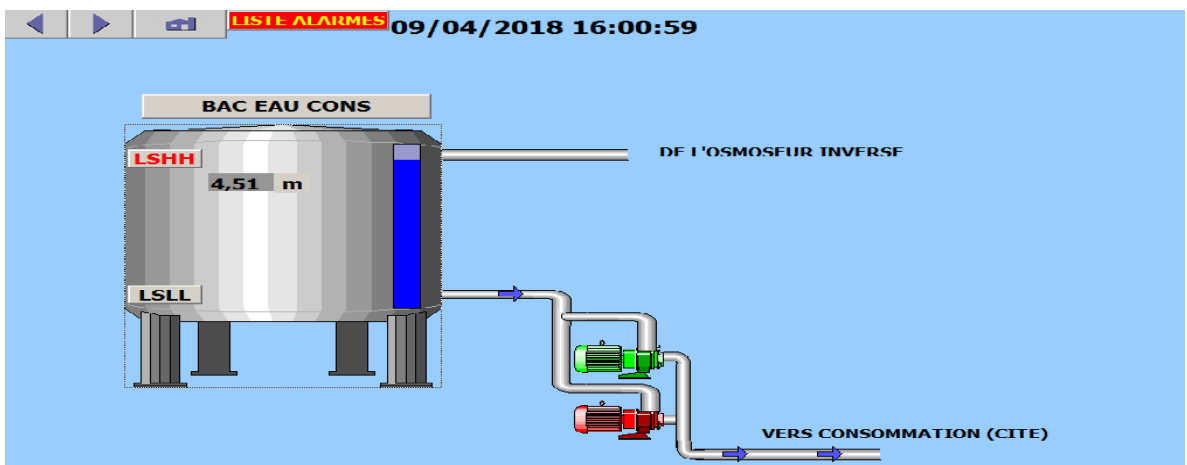 LISTE ALARMES
09/04/2018 16:00:59
BAC EAU CONS
LSHH
DE L'OSMOSEUR INVERSE
4,51 m
LSLL
VERS CONSOMMATION (CITE)